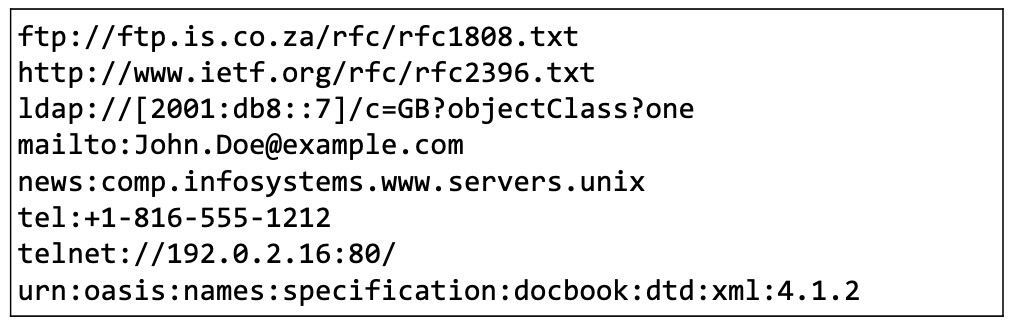 ftp://ftp.is.co.za/rfc/rfc1808.txt
http://www.ietf.org/rfc/rfc2396.txt
ldap://[2001:db8::7]/c=GB?objectClass?one
mailto:John.Doe@example.com
news:comp.infosystems.www.servers.unix
tel:+1-816-555-1212
telnet://192.0.2.16:80/
urn:oasis:names:specification:docbook:dtd:xml:4.1.2